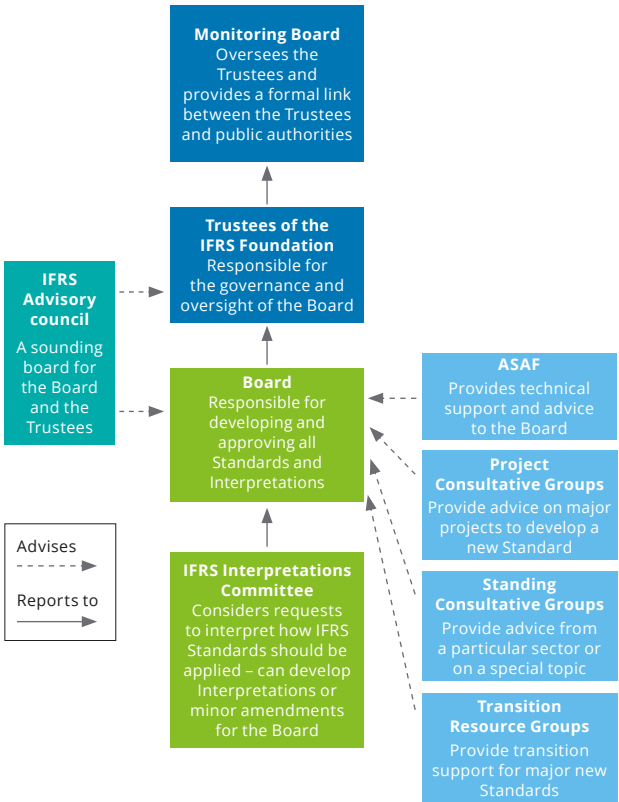 Monitoring Board
Oversees the
Trustees and
provides a formal link
between the Trustees
and public authorities
Trustees of the
IFRS Foundation
Responsible for
the governance and
oversight of the Board
IFRS
Advisory
council
A sounding
board for
the Board
and the
Trustees
Board
Responsible for
developing and
approving all
Standards and
Interpretations
ASAF
Provides technical
support and advice
to the Board
Project
Consultative Groups
Provide advice on major
projects to develop a
new Standard
Advises
Reports to
IFRS Interpretations
Committee
Considers requests
to interpret how IFRS
Standards should be
applied – can develop
Interpretations or
minor amendments
for the Board
Standing
Consultative Groups
Provide advice from
a particular sector or
on a special topic
Transition
Resource Groups
Provide transition
support for major new
Standards